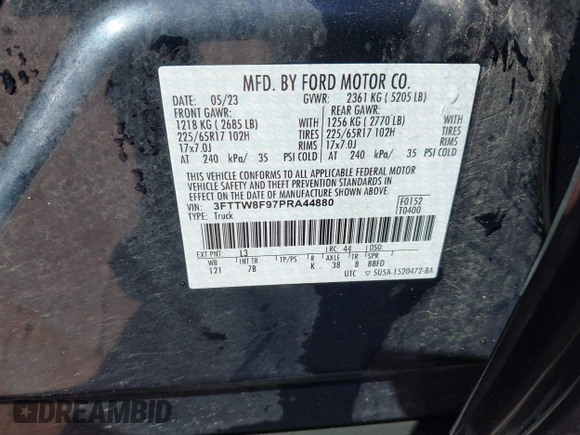 MFD. BY FORD MOTOR CO.
DATE: 05/23 GVWR: 2361 KG ( 5205 LB)
FRONT GAWR: REAR GAWR:
1218 KG ( 2685 LB) WITH 1256 KG ( 2770 LB) WITH
225/65R17 102H TIRES 225/65R17 102H TIRES
17x7.0J RIMS 17x7.0J RIMS
AT 240 kPa/ 35 PSI COLD AT 240 kPa/ 35 PSI COLD
THIS VEHICLE CONFORMS TO ALL APPLICABLE FEDERAL MOTOR
VEHICLE SAFETY AND THEFT PREVENTION STANDARDS IN
EFFECT ON THE DATE OF MANUFACTURE SHOWN ABOVE.
VIN: 3FTTW8F97PRA44880 F0152
TYPE: Truck T0400
EXT PNT: L3 RC: 44 DSO:
WB INT TR TP/PS R AXLE TR SPR
121 7B K 38 8 BBFD
UTC SU5A-1520472-BA
DREAMBID